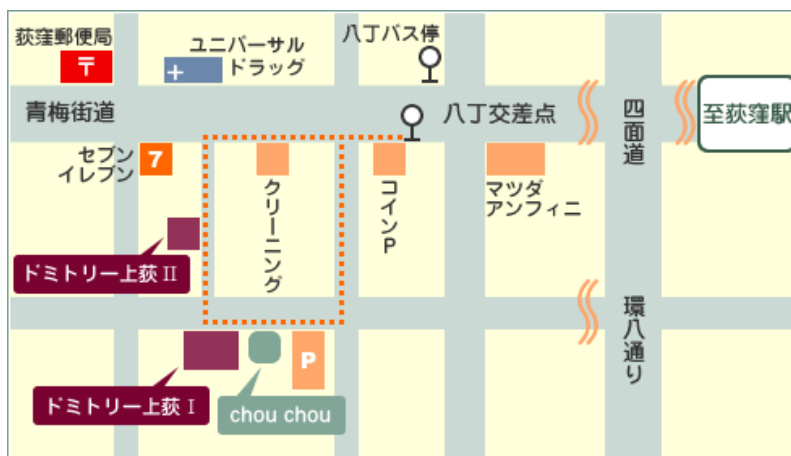 荻窪郵便局
〒
ユニバーサル
ドラッグ
八丁バス停
青梅街道
八丁交差点
四面道
至荻窪駅
セブン
イレブン
7
クリーニング
コインP
マツダ
アンフィニ
ドミトリー上荻 II
環八通り
P
ドミトリー上荻 I
chou chou